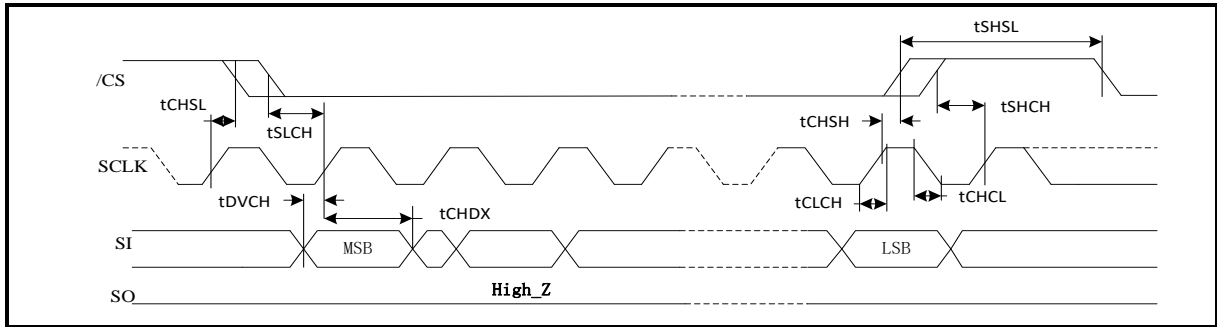 tSHSL
/CS
tCHSL
tSLCH
tCHSH
tSHCH
SCLK
tDVCH
tCHDX
tCLCH
tCHCL
SI
MSB
LSB
High_Z
SO